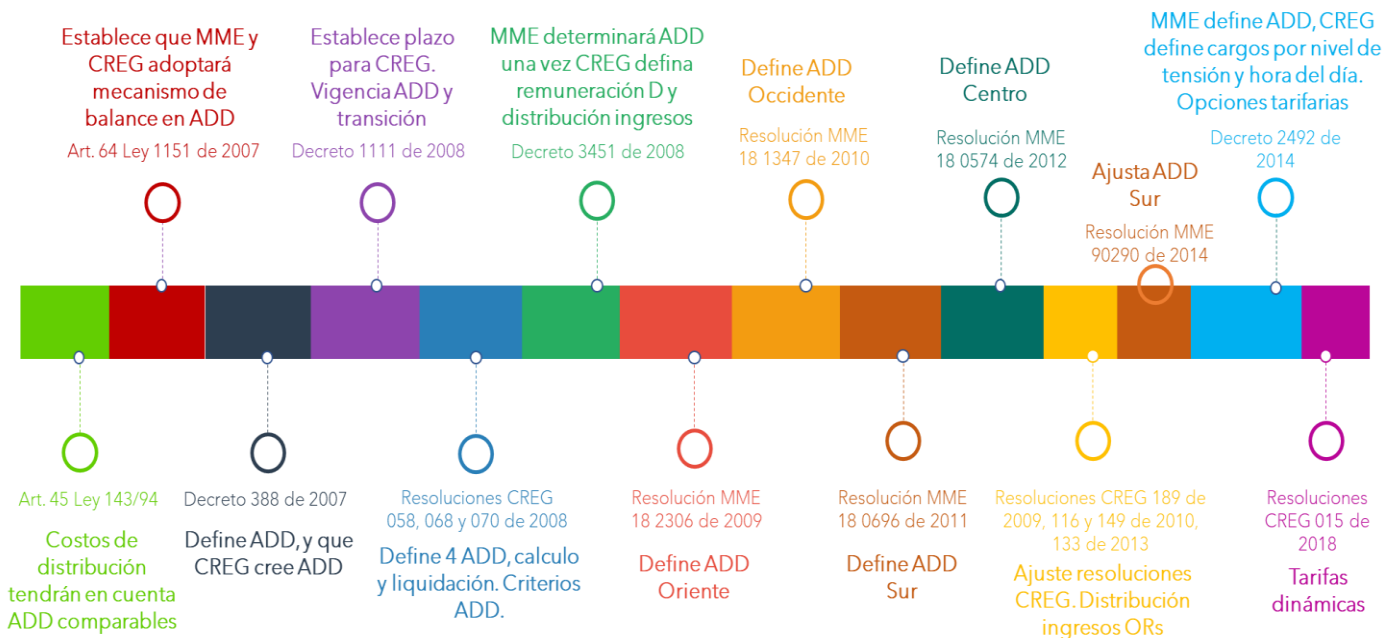 Establece que MME y
CREG adoptará
mecanismo de
balance en ADD
Art. 64 Ley 1151 de 2007
Establece plazo
para CREG.
Vigencia ADD y
transición
Decreto 1111 de 2008
MME determinará ADD
una vez CREG defina
remuneración D y
distribución ingresos
Decreto 3451 de 2008
Define ADD
Occidente
Resolución MME
18 1347 de 2010
Define ADD
Centro
Resolución MME
18 0574 de 2012
Ajusta ADD
Sur
Resolución MME
90290 de 2014
MME define ADD, CREG
define cargos por nivel de
tensión y hora del día.
Opciones tarifarias
Decreto 2492 de
2014
Art. 45 Ley 143/94
Costos de
distribución
tendrán en cuenta
ADD comparables
Decreto 388 de 2007
Define ADD, y que
CREG cree ADD
Resoluciones CREG
058, 068 y 070 de 2008
Define 4 ADD, calculo
y liquidación. Criterios
ADD.
Resolución MME
18 2306 de 2009
Define ADD
Oriente
Resolución MME
18 0696 de 2011
Define ADD
Sur
Resoluciones CREG 189 de
2009, 116 y 149 de 2010,
133 de 2013
Ajuste resoluciones
CREG. Distribución
ingresos ORs
Resoluciones
CREG 015 de
2018
Tarifas
dinámicas